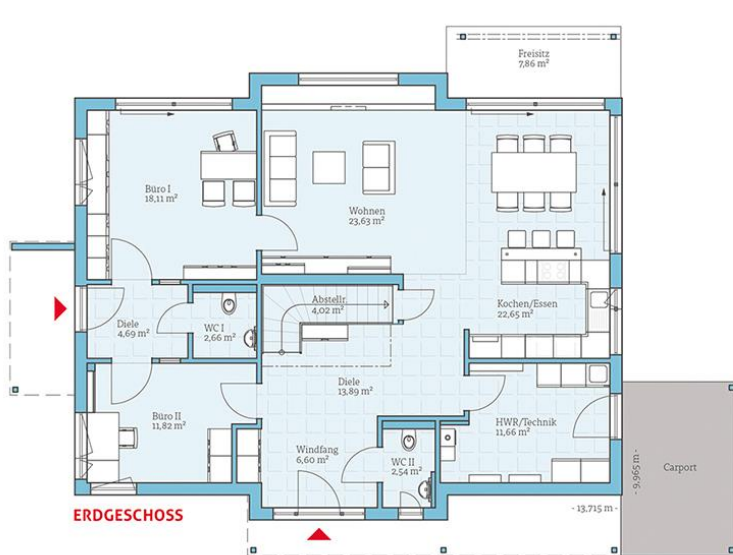 Freisitz
7,86 m²
Büro I
18,11 m²
Wohnen
23,63 m²
Abstellr.
4,02 m²
Kochen/Essen
22,65 m²
Diele
4,69 m²
WC I
2,66 m²
Diele
13,89 m²
Büro II
11,82 m²
HWR/Technik
11,66 m²
Windfang
6,60 m²
WC II
2,54 m²
- 9,965 m -
Carport
- 13,715 m -
ERDGESCHOSS